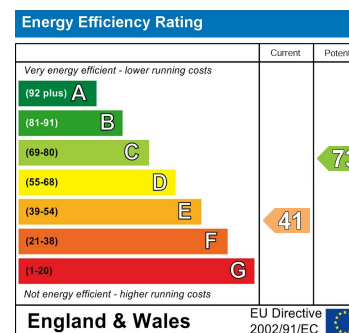 Energy Efficiency Rating
Current
Very energy efficient - lower running costs
(92 plus) A
(81-91) B
(69-80) C
73
(55-68) D
(39-54) E
41
(21-38) F
(1-20) G
Not energy efficient - higher running costs
England & Wales
EU Directive
2002/91/EC